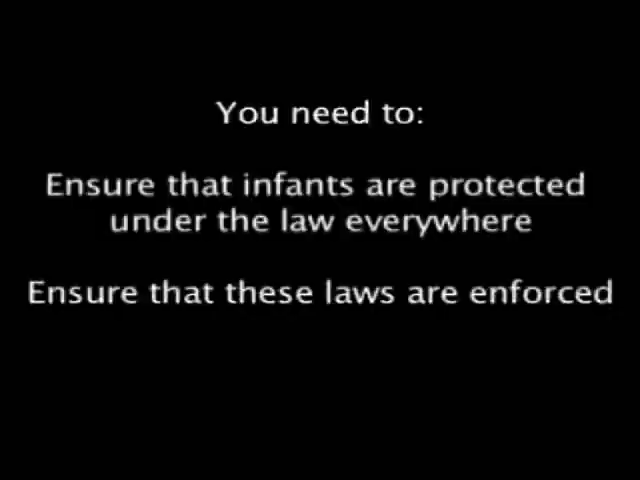 You need to:
Ensure that infants are protected
under the law everywhere
Ensure that these laws are enforced